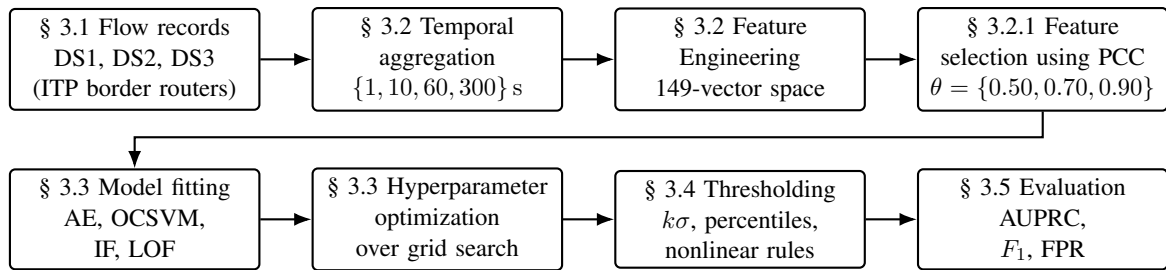 § 3.1 Flow records
DS1, DS2, DS3
(ITP border routers)
§ 3.2 Temporal
aggregation
{1, 10, 60, 300} s
§ 3.2 Feature
Engineering
149-vector space
§ 3.2.1 Feature
selection using PCC
θ = {0.50, 0.70, 0.90}
§ 3.3 Model fitting
AE, OCSVM,
IF, LOF
§ 3.3 Hyperparameter
optimization
over grid search
§ 3.4 Thresholding
kσ, percentiles,
nonlinear rules
§ 3.5 Evaluation
AUPRC,
F₁, FPR